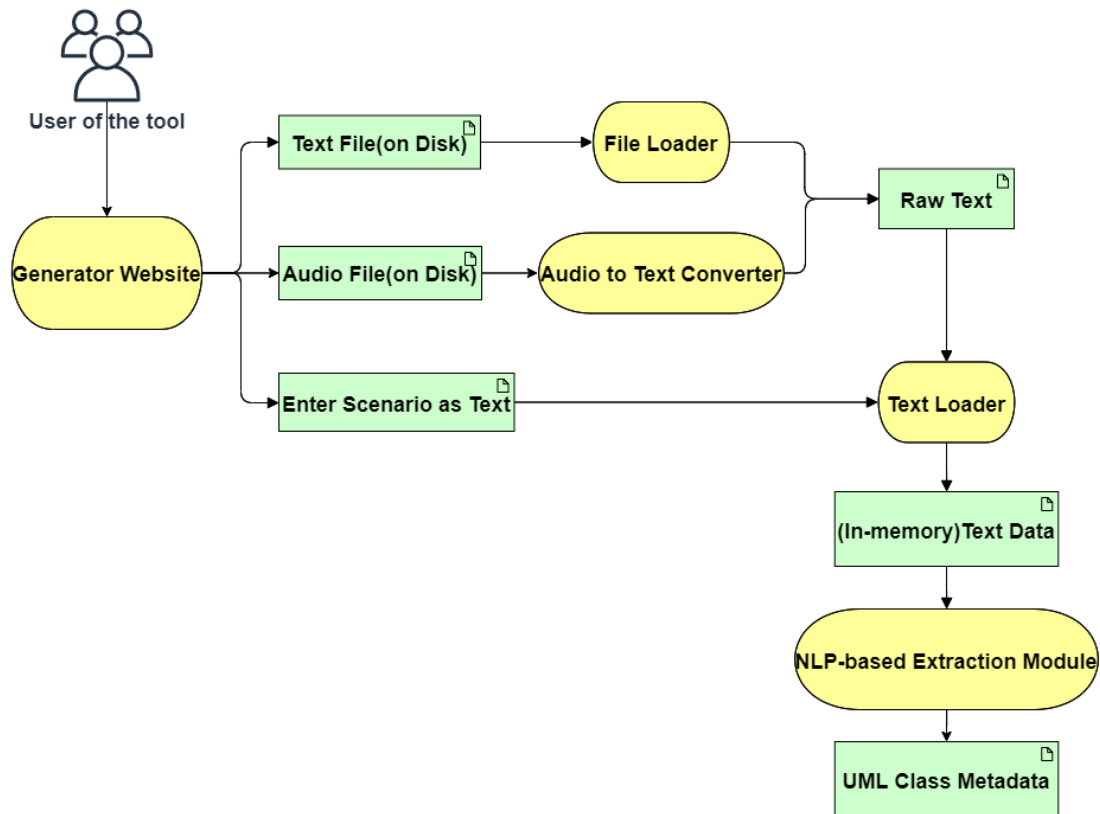 User of the tool
Text File(on Disk)
File Loader
Raw Text
Generator Website
Audio File(on Disk)
Audio to Text Converter
Enter Scenario as Text
Text Loader
(In-memory)Text Data
NLP-based Extraction Module
UML Class Metadata